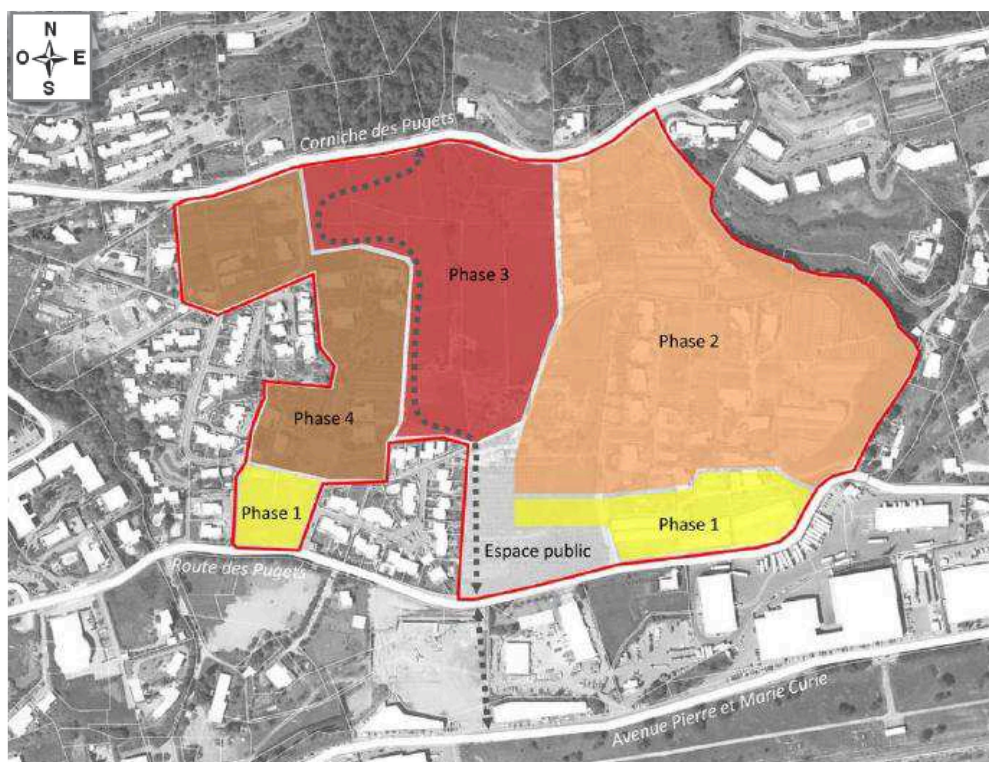 N
O E
S
Corniche des Pugets
Phase 3
Phase 2
Phase 4
Phase 1
Phase 1
Espace public
Route des Pugets
Avenue Pierre et Marie Curie